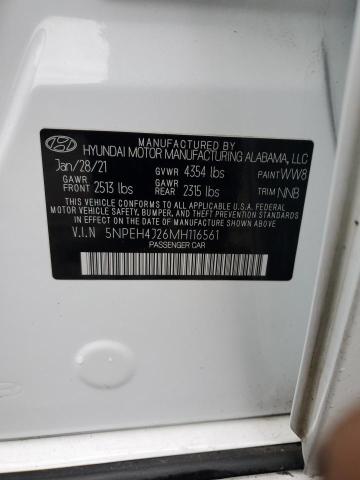 MANUFACTURED BY
HYUNDAI MOTOR MANUFACTURING ALABAMA, LLC
Jan/28/21 GVWR 4354 lbs PAINT WW8
GAWR FRONT 2513 lbs GAWR REAR 2315 lbs TRIM NNB
THIS VEHICLE CONFORMS TO ALL APPLICABLE U.S.A FEDERAL
MOTOR VEHICLE SAFETY, BUMPER, AND THEFT PREVENTION STANDARDS
IN EFFECT ON THE DATE OF MANUFACTURE SHOWN ABOVE.
V.I.N 5NPEH4J26MH116561
PASSENGER CAR